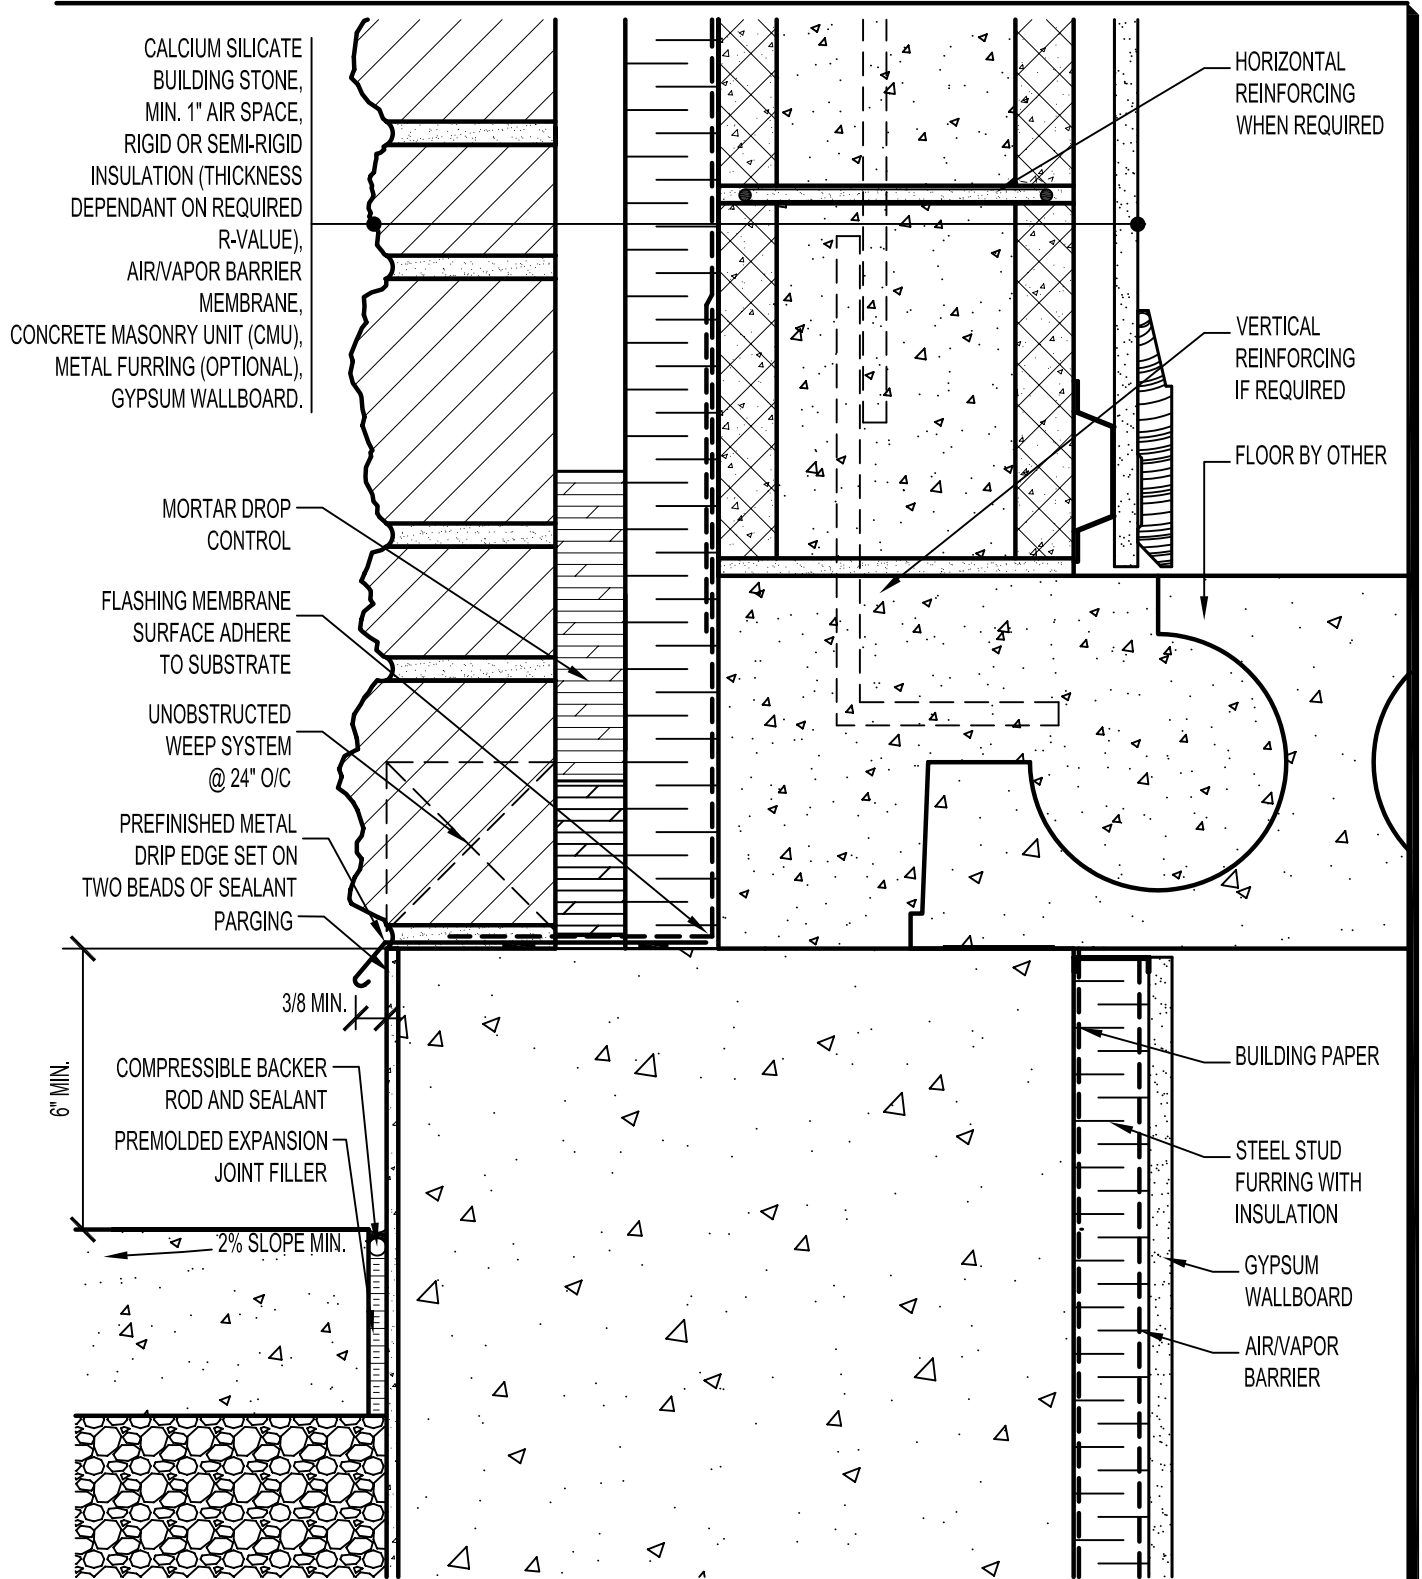 CALCIUM SILICATE
BUILDING STONE,
MIN. 1" AIR SPACE,
RIGID OR SEMI-RIGID
INSULATION (THICKNESS
DEPENDANT ON REQUIRED
R-VALUE),
AIR/VAPOR BARRIER
MEMBRANE,
CONCRETE MASONRY UNIT (CMU),
METAL FURRING (OPTIONAL),
GYPSUM WALLBOARD.
MORTAR DROP
CONTROL
FLASHING MEMBRANE
SURFACE ADHERE
TO SUBSTRATE
UNOBSTRUCTED
WEEP SYSTEM
@ 24" O/C
PREFINISHED METAL
DRIP EDGE SET ON
TWO BEADS OF SEALANT
PARGING
3/8 MIN.
6" MIN.
COMPRESSIBLE BACKER
ROD AND SEALANT
PREMOLDED EXPANSION
JOINT FILLER
2% SLOPE MIN.
HORIZONTAL
REINFORCING
WHEN REQUIRED
VERTICAL
REINFORCING
IF REQUIRED
FLOOR BY OTHER
BUILDING PAPER
STEEL STUD
FURRING WITH
INSULATION
GYPSUM
WALLBOARD
AIR/VAPOR
BARRIER